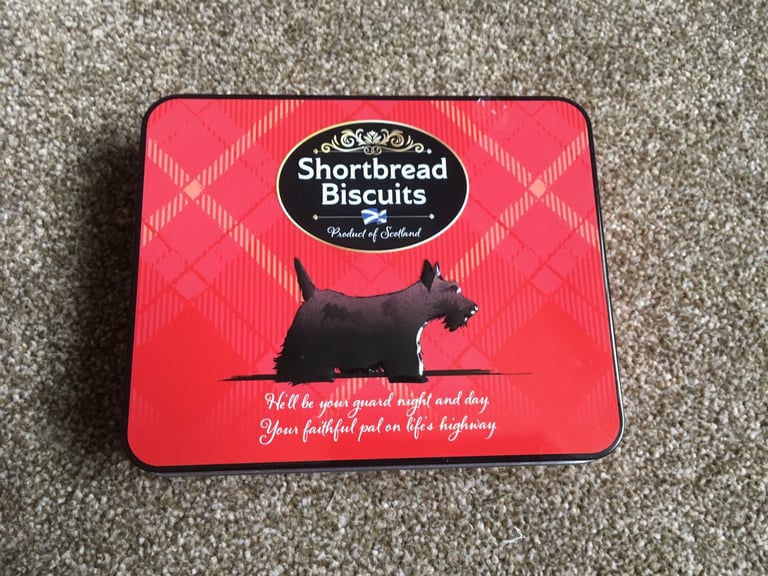 Shortbread
Biscuits
Product of Scotland
He'll be your guard night and day.
Your faithful pal on life's highway.